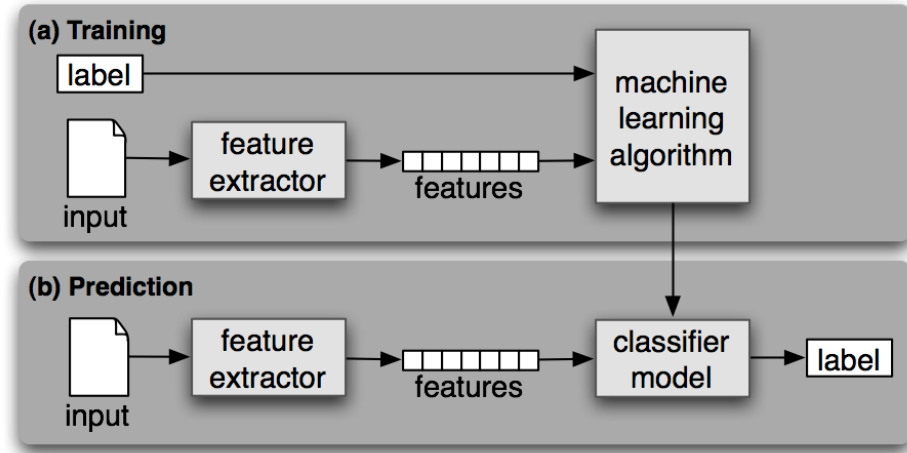 (a) Training
label
machine
learning
algorithm
feature
extractor
features
input
(b) Prediction
feature
extractor
features
classifier
model
label
input